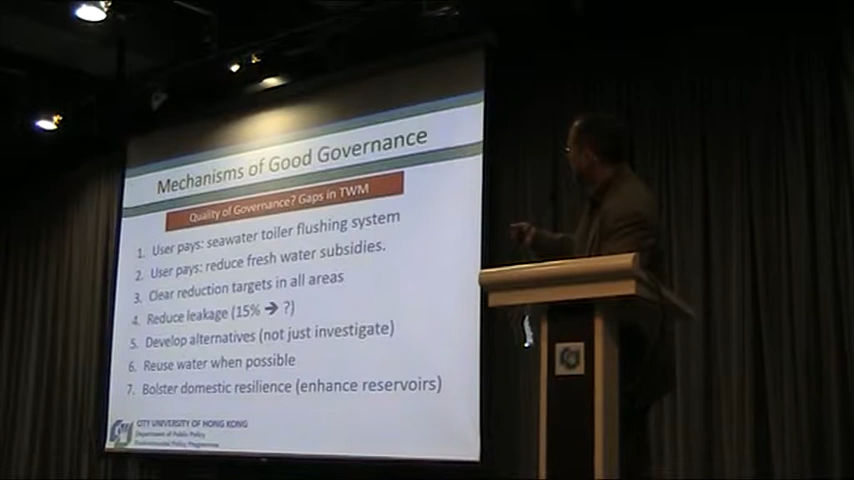 Mechanisms of Good Governance
Quality of Governance? Gaps in TWM
1. User pays: seawater toiler flushing system
2. User pays: reduce fresh water subsidies.
3. Clear reduction targets in all areas
4. Reduce leakage (15% ➔ ?)
5. Develop alternatives (not just investigate)
6. Reuse water when possible
7. Bolster domestic resilience (enhance reservoirs)
CITY UNIVERSITY OF HONG KONG
Department of Public Policy
Environmental Policy Programme